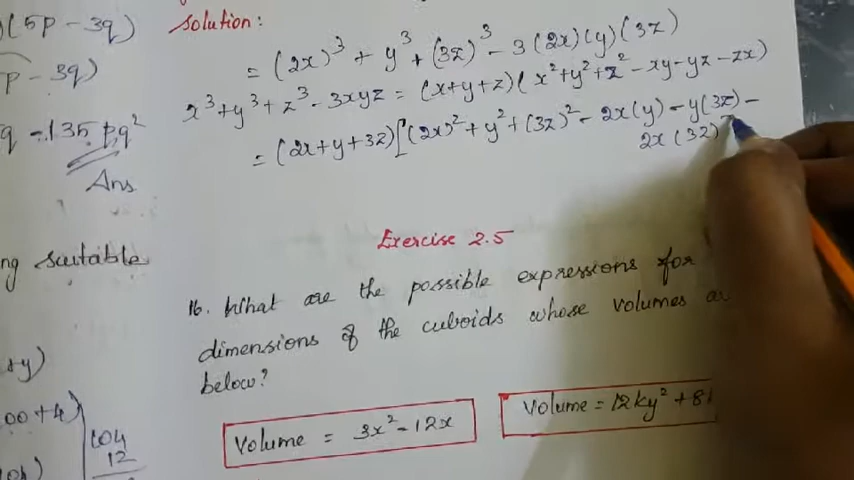 )(5p - 3q)
p - 3q)
q - 135 pq²
Ans
ng suitable
+y)
00 + 4)
104
12
Solution:
= (2x)³ + y³ + (3z)³ - 3(2x)(y)(3z)
x³+y³+z³-3xyz = (x+y+z)(x²+y²+z²-xy-yz-zx)
= (2x+y+3z)[(2x)²+y²+(3z)²-2x(y)-y(3z)-
2x(3z)
Exercise 2.5
16. What are the possible expressions for
dimensions of the cuboids whose volumes
below?
Volume = 3x²-12x
Volume = 12ky² + 8